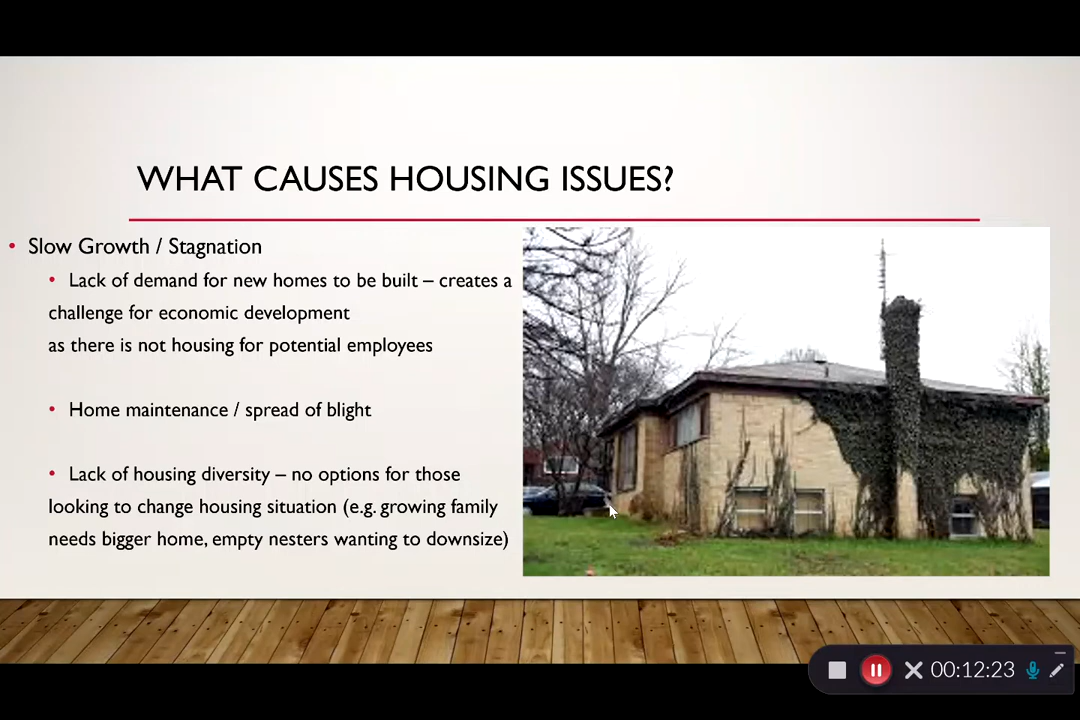 WHAT CAUSES HOUSING ISSUES?
• Slow Growth / Stagnation
• Lack of demand for new homes to be built – creates a
challenge for economic development
as there is not housing for potential employees
• Home maintenance / spread of blight
• Lack of housing diversity – no options for those
looking to change housing situation (e.g. growing family
needs bigger home, empty nesters wanting to downsize)
00:12:23